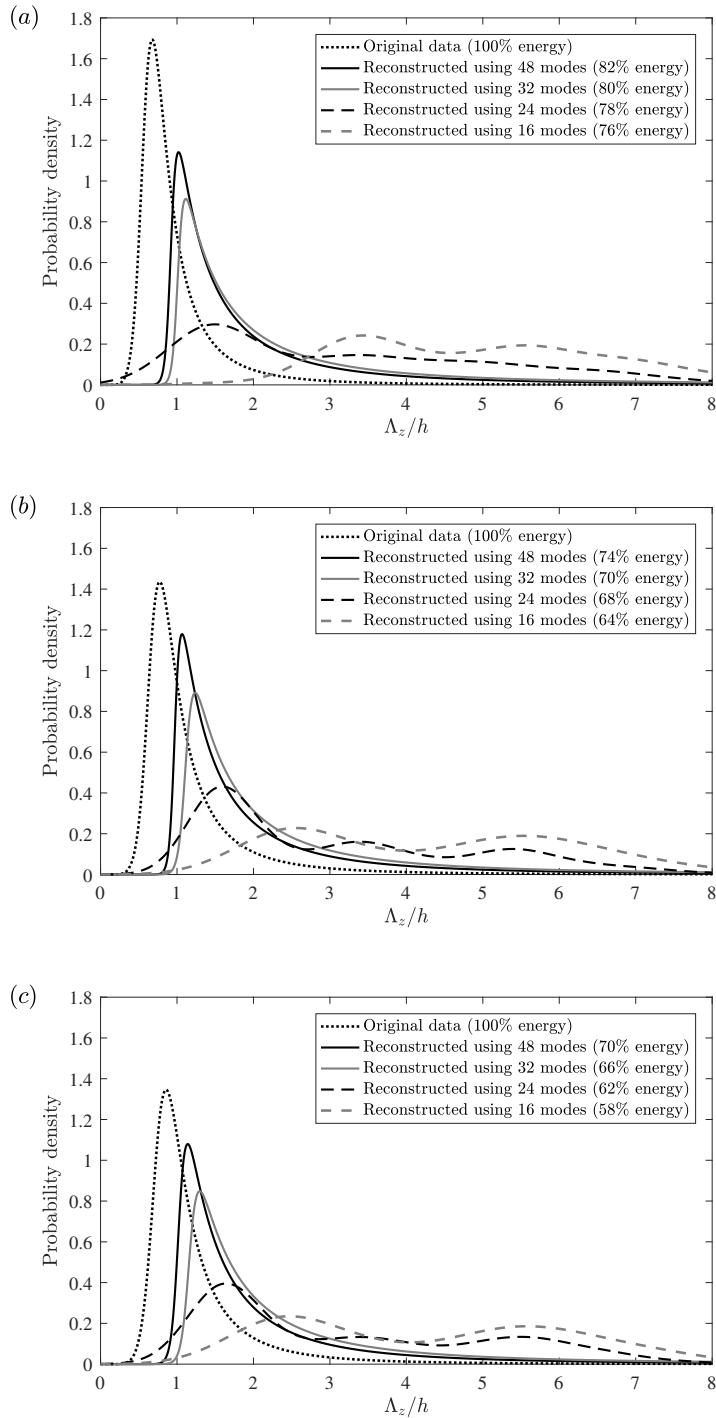 (a)
1.8
1.6
1.4
1.2
1
0.8
0.6
0.4
0.2
0
Probability density
Original data (100% energy)
Reconstructed using 48 modes (82% energy)
Reconstructed using 32 modes (80% energy)
Reconstructed using 24 modes (78% energy)
Reconstructed using 16 modes (76% energy)
0 1 2 3 4 5 6 7 8
Λz/h
(b)
1.8
1.6
1.4
1.2
1
0.8
0.6
0.4
0.2
0
Probability density
Original data (100% energy)
Reconstructed using 48 modes (74% energy)
Reconstructed using 32 modes (70% energy)
Reconstructed using 24 modes (68% energy)
Reconstructed using 16 modes (64% energy)
0 1 2 3 4 5 6 7 8
Λz/h
(c)
1.8
1.6
1.4
1.2
1
0.8
0.6
0.4
0.2
0
Probability density
Original data (100% energy)
Reconstructed using 48 modes (70% energy)
Reconstructed using 32 modes (66% energy)
Reconstructed using 24 modes (62% energy)
Reconstructed using 16 modes (58% energy)
0 1 2 3 4 5 6 7 8
Λz/h